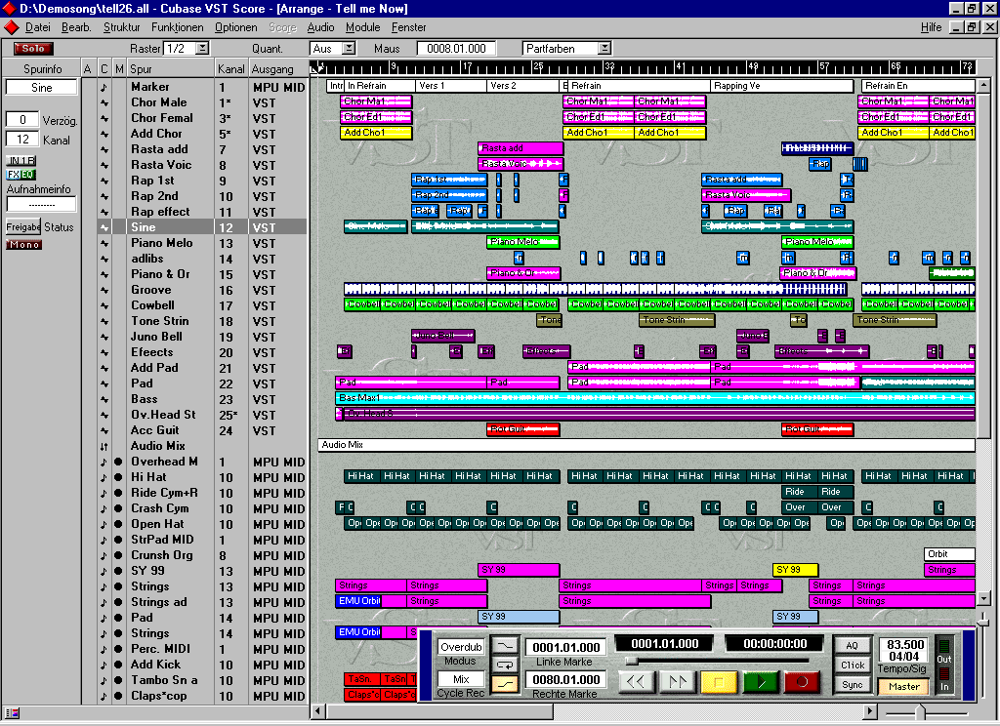 D:\Demosong\tell26.all - Cubase VST Score - [Arrange - Tell me Now]
Datei Bearb. Struktur Funktionen Optionen Score Audio Module Fenster Hilfe
Solo Raster 1/2 Quant. Aus Maus 0008.01.000 Partfarben
Spurinfo A C M Spur Kanal Ausgang 1 9 17 25 33 41 49 57 65 73
Sine
0 Verzög.
12 Kanal
IN 1
FX EQ
Aufnahmeinfo
----------
Freigabe Status
Mono
Marker 1 MPU MID Intr In Refrain Vers 1 Vers 2 E Refrain Rapping Ve Refrain En
Chor Male 1* VST Chor Ma1 Chor Ma1 Chor Ma1 Chor Ma1 Chor Ma1
Chor Femal 3* VST Chor Ed1 Chor Ed1 Chor Ed1 Chor Ed1 Chor Ed1
Add Chor 5* VST Add Cho1 Add Cho1 Add Cho1 Add Cho1 Add Cho1
Rasta add 7 VST Rasta add
Rasta Voic 8 VST Rasta Voic Rap
Rap 1st 9 VST Rap 1st Rasta add
Rap 2nd 10 VST Rap 2nd Rasta Voic
Rap effect 11 VST Rap Rap Rap
Sine 12 VST Sine Melo
Piano Melo 13 VST Piano Melo Piano Melo
adlibs 14 VST
Piano & Or 15 VST Piano & Or Piano & Or
Groove 16 VST
Cowbell 17 VST Cowbell Cowbell Cowbell Cowbell Cowbell Cowbell Cowbell Cowbell Cowbell Cowbell Cowbell Cowbell Cowbell Cowbell Cowbell Cowbell Cowbell
Tone Strin 18 VST Tone Tone Strin To Tone Strin
Juno Bell 19 VST Juno Bell
Efeects 20 VST Efeects Efeects
Add Pad 21 VST Pad Pad
Pad 22 VST Pad Pad Pad Pad
Bass 23 VST Bas Max1
Ov.Head St 25* VST Ov.Head S
Acc Guit 24 VST
Audio Mix Audio Mix
Overhead M 1 MPU MID
Hi Hat 10 MPU MID Hi Hat Hi Hat Hi Hat Hi Hat Hi Hat Hi Hat Hi Hat Hi Hat Hi Hat Hi Hat Hi Hat Hi Hat Hi Hat Hi Hat Hi Hat Hi Hat Hi Hat H
Ride Cym+R 10 MPU MID Ride Ride
Crash Cym 10 MPU MID F C C C C C C C C C Over Over C C
Open Hat 10 MPU MID Ope Ope Ope Ope Ope Ope
StrPad MID 1 MPU MID
Crunsh Org 8 MPU MID Orbit
SY 99 13 MPU MID SY 99 SY 99 Strings
Strings 13 MPU MID Strings Strings Strings Strings Strings Strings Strings
Strings ad 13 MPU MID EMU Orbit Strings Strings Strings Strings
Pad 14 MPU MID SY 99 SY 99
Strings 14 MPU MID EMU Orbit Strings
Perc. MIDI 1 MPU MID
Add Kick 10 MPU MID
Tambo Sn a 10 MPU MID TaSn TaSn
Claps*cop 10 MPU MID Claps*c Claps*c
Overdub 0001.01.000 0001.01.000 00:00:00:00 AQ 83.500
Modus Linke Marke Click 04/04 Out
Mix 0080.01.000 Tempo/Sig
Cycle Rec Rechte Marke Sync Master In